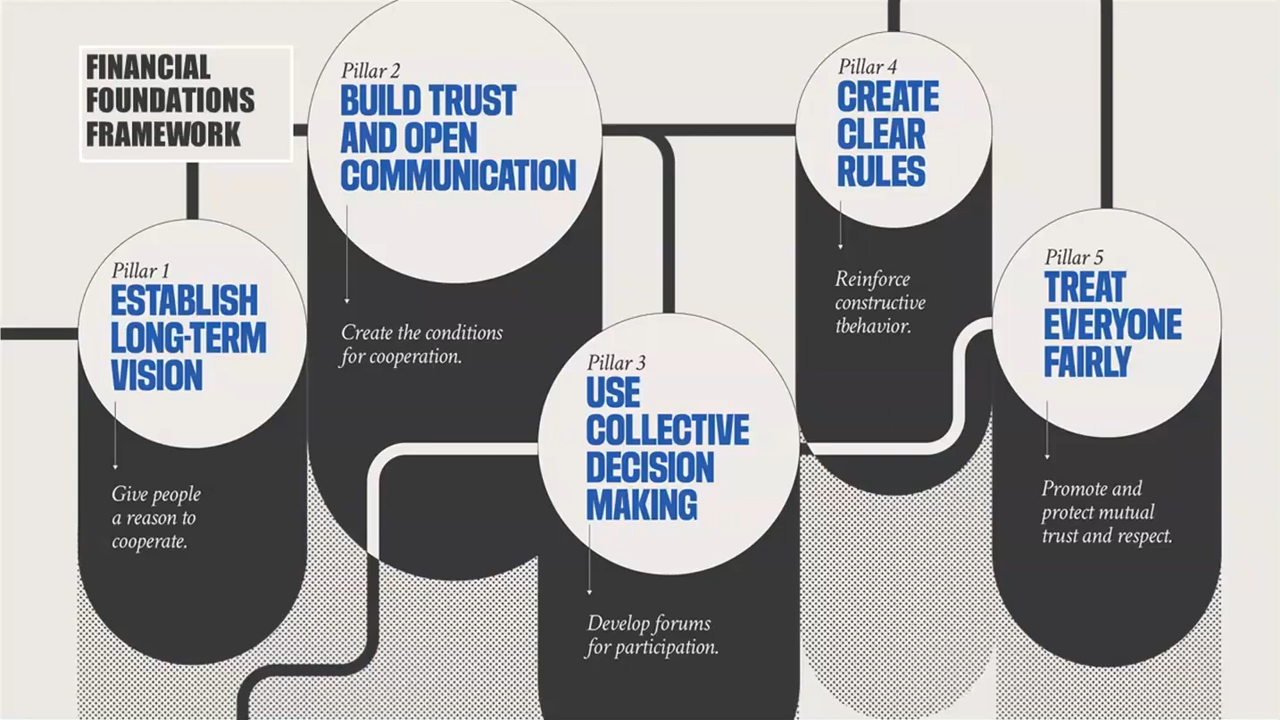 FINANCIAL
FOUNDATIONS
FRAMEWORK
Pillar 1
ESTABLISH
LONG-TERM
VISION
Give people
a reason to
cooperate.
Pillar 2
BUILD TRUST
AND OPEN
COMMUNICATION
Create the conditions
for cooperation.
Pillar 3
USE
COLLECTIVE
DECISION
MAKING
Develop forums
for participation.
Pillar 4
CREATE
CLEAR
RULES
Reinforce
constructive
tbehavior.
Pillar 5
TREAT
EVERYONE
FAIRLY
Promote and
protect mutual
trust and respect.